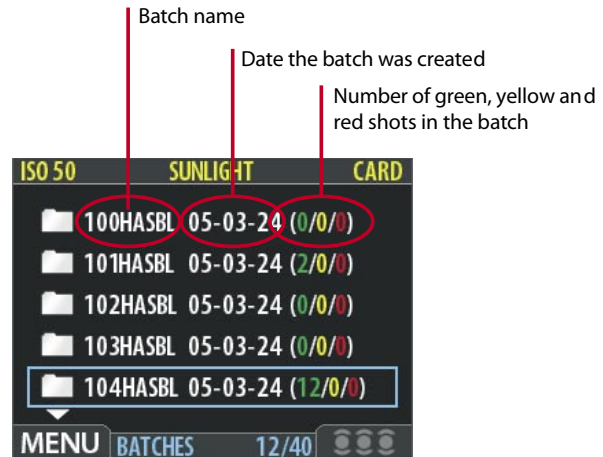 Batch name
Date the batch was created
Number of green, yellow and
red shots in the batch
ISO 50 SUNLIGHT CARD
100HASBL 05-03-24 (0/0/0)
101HASBL 05-03-24 (2/0/0)
102HASBL 05-03-24 (0/0/0)
103HASBL 05-03-24 (0/0/0)
104HASBL 05-03-24 (12/0/0)
MENU BATCHES 12/40